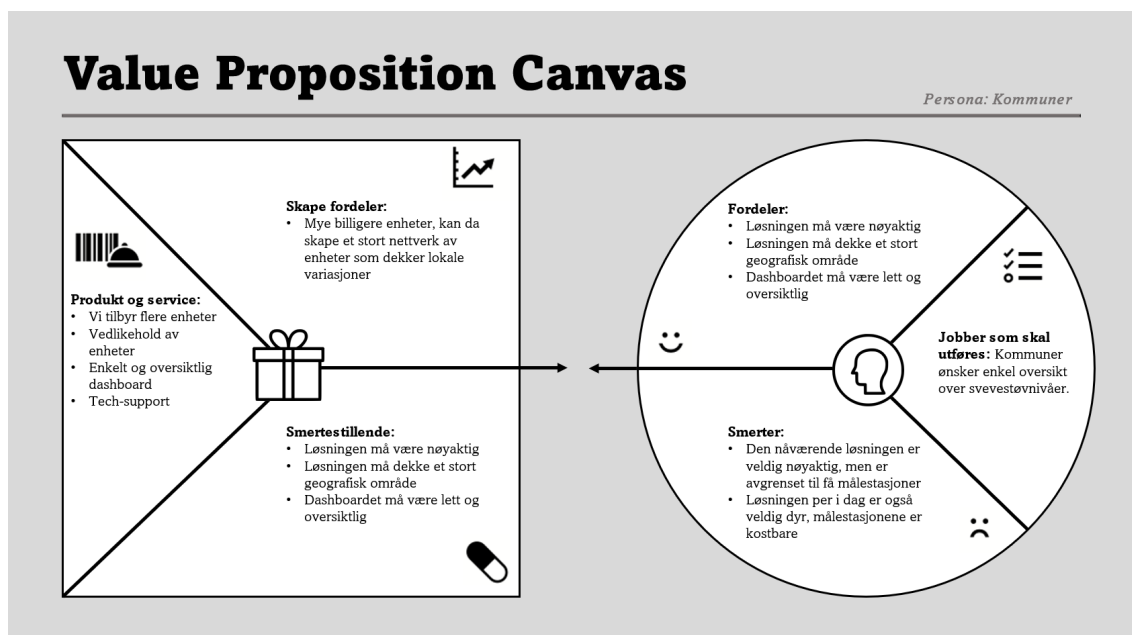 Value Proposition Canvas
Persona: Kommuner
Skape fordeler:
• Mye billigere enheter, kan da
skape et stort nettverk av
enheter som dekker lokale
variasjoner
Produkt og service:
• Vi tilbyr flere enheter
• Vedlikehold av
enheter
• Enkelt og oversiktlig
dashboard
• Tech-support
Smertestillende:
• Løsningen må være nøyaktig
• Løsningen må dekke et stort
geografisk område
• Dashboardet må være lett og
oversiktlig
Fordeler:
• Løsningen må være nøyaktig
• Løsningen må dekke et stort
geografisk område
• Dashboardet må være lett og
oversiktlig
Jobber som skal
utføres: Kommuner
ønsker enkel oversikt
over svevestøvnivåer.
Smerter:
• Den nåværende løsningen er
veldig nøyaktig, men er
avgrenset til få målestasjoner
• Løsningen per i dag er også
veldig dyr, målestasjonene er
kostbare